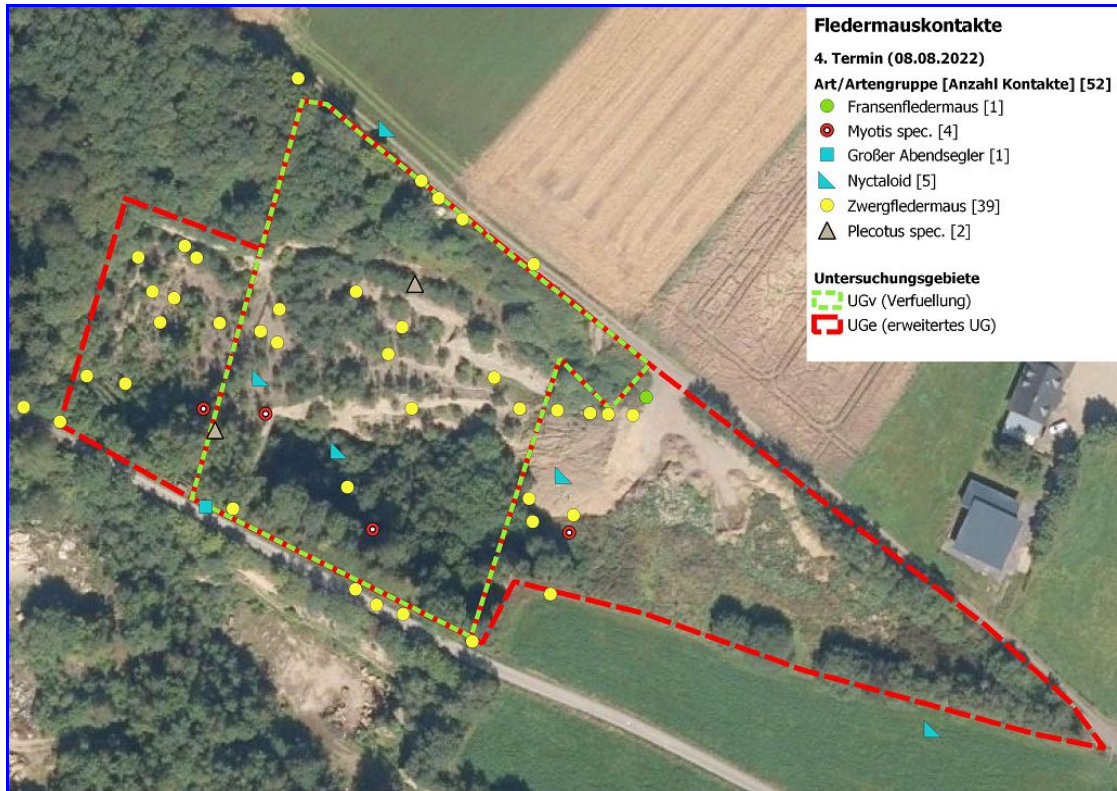 Fledermauskontakte
4. Termin (08.08.2022)
Art/Artengruppe [Anzahl Kontakte] [52]
Fransenfledermaus [1]
Myotis spec. [4]
Großer Abendsegler [1]
Nyctaloid [5]
Zwergfledermaus [39]
Plecotus spec. [2]
Untersuchungsgebiete
UGv (Verfuellung)
UGe (erweitertes UG)